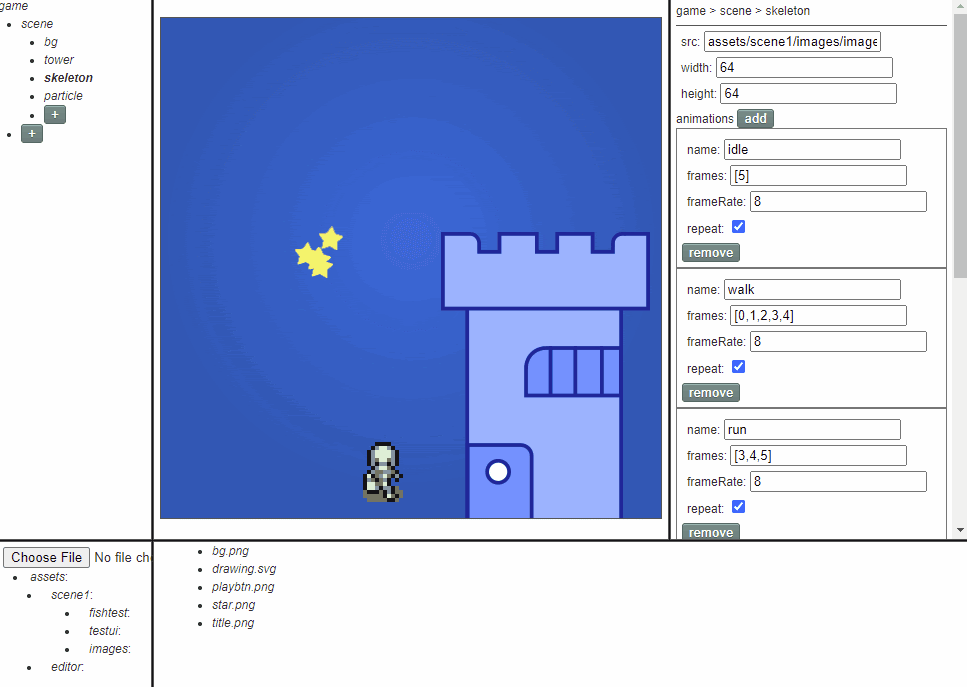 game
scene
bg
tower
skeleton
particle
+
+
game > scene > skeleton
src: assets/scene1/images/image
width: 64
height: 64
animations add
name: idle
frames: [5]
frameRate: 8
repeat:
remove
name: walk
frames: [0,1,2,3,4]
frameRate: 8
repeat:
remove
name: run
frames: [3,4,5]
frameRate: 8
repeat:
remove
Choose File No file ch
assets:
scene1:
fishtest:
testui:
images:
editor:
bg.png
drawing.svg
playbtn.png
star.png
title.png